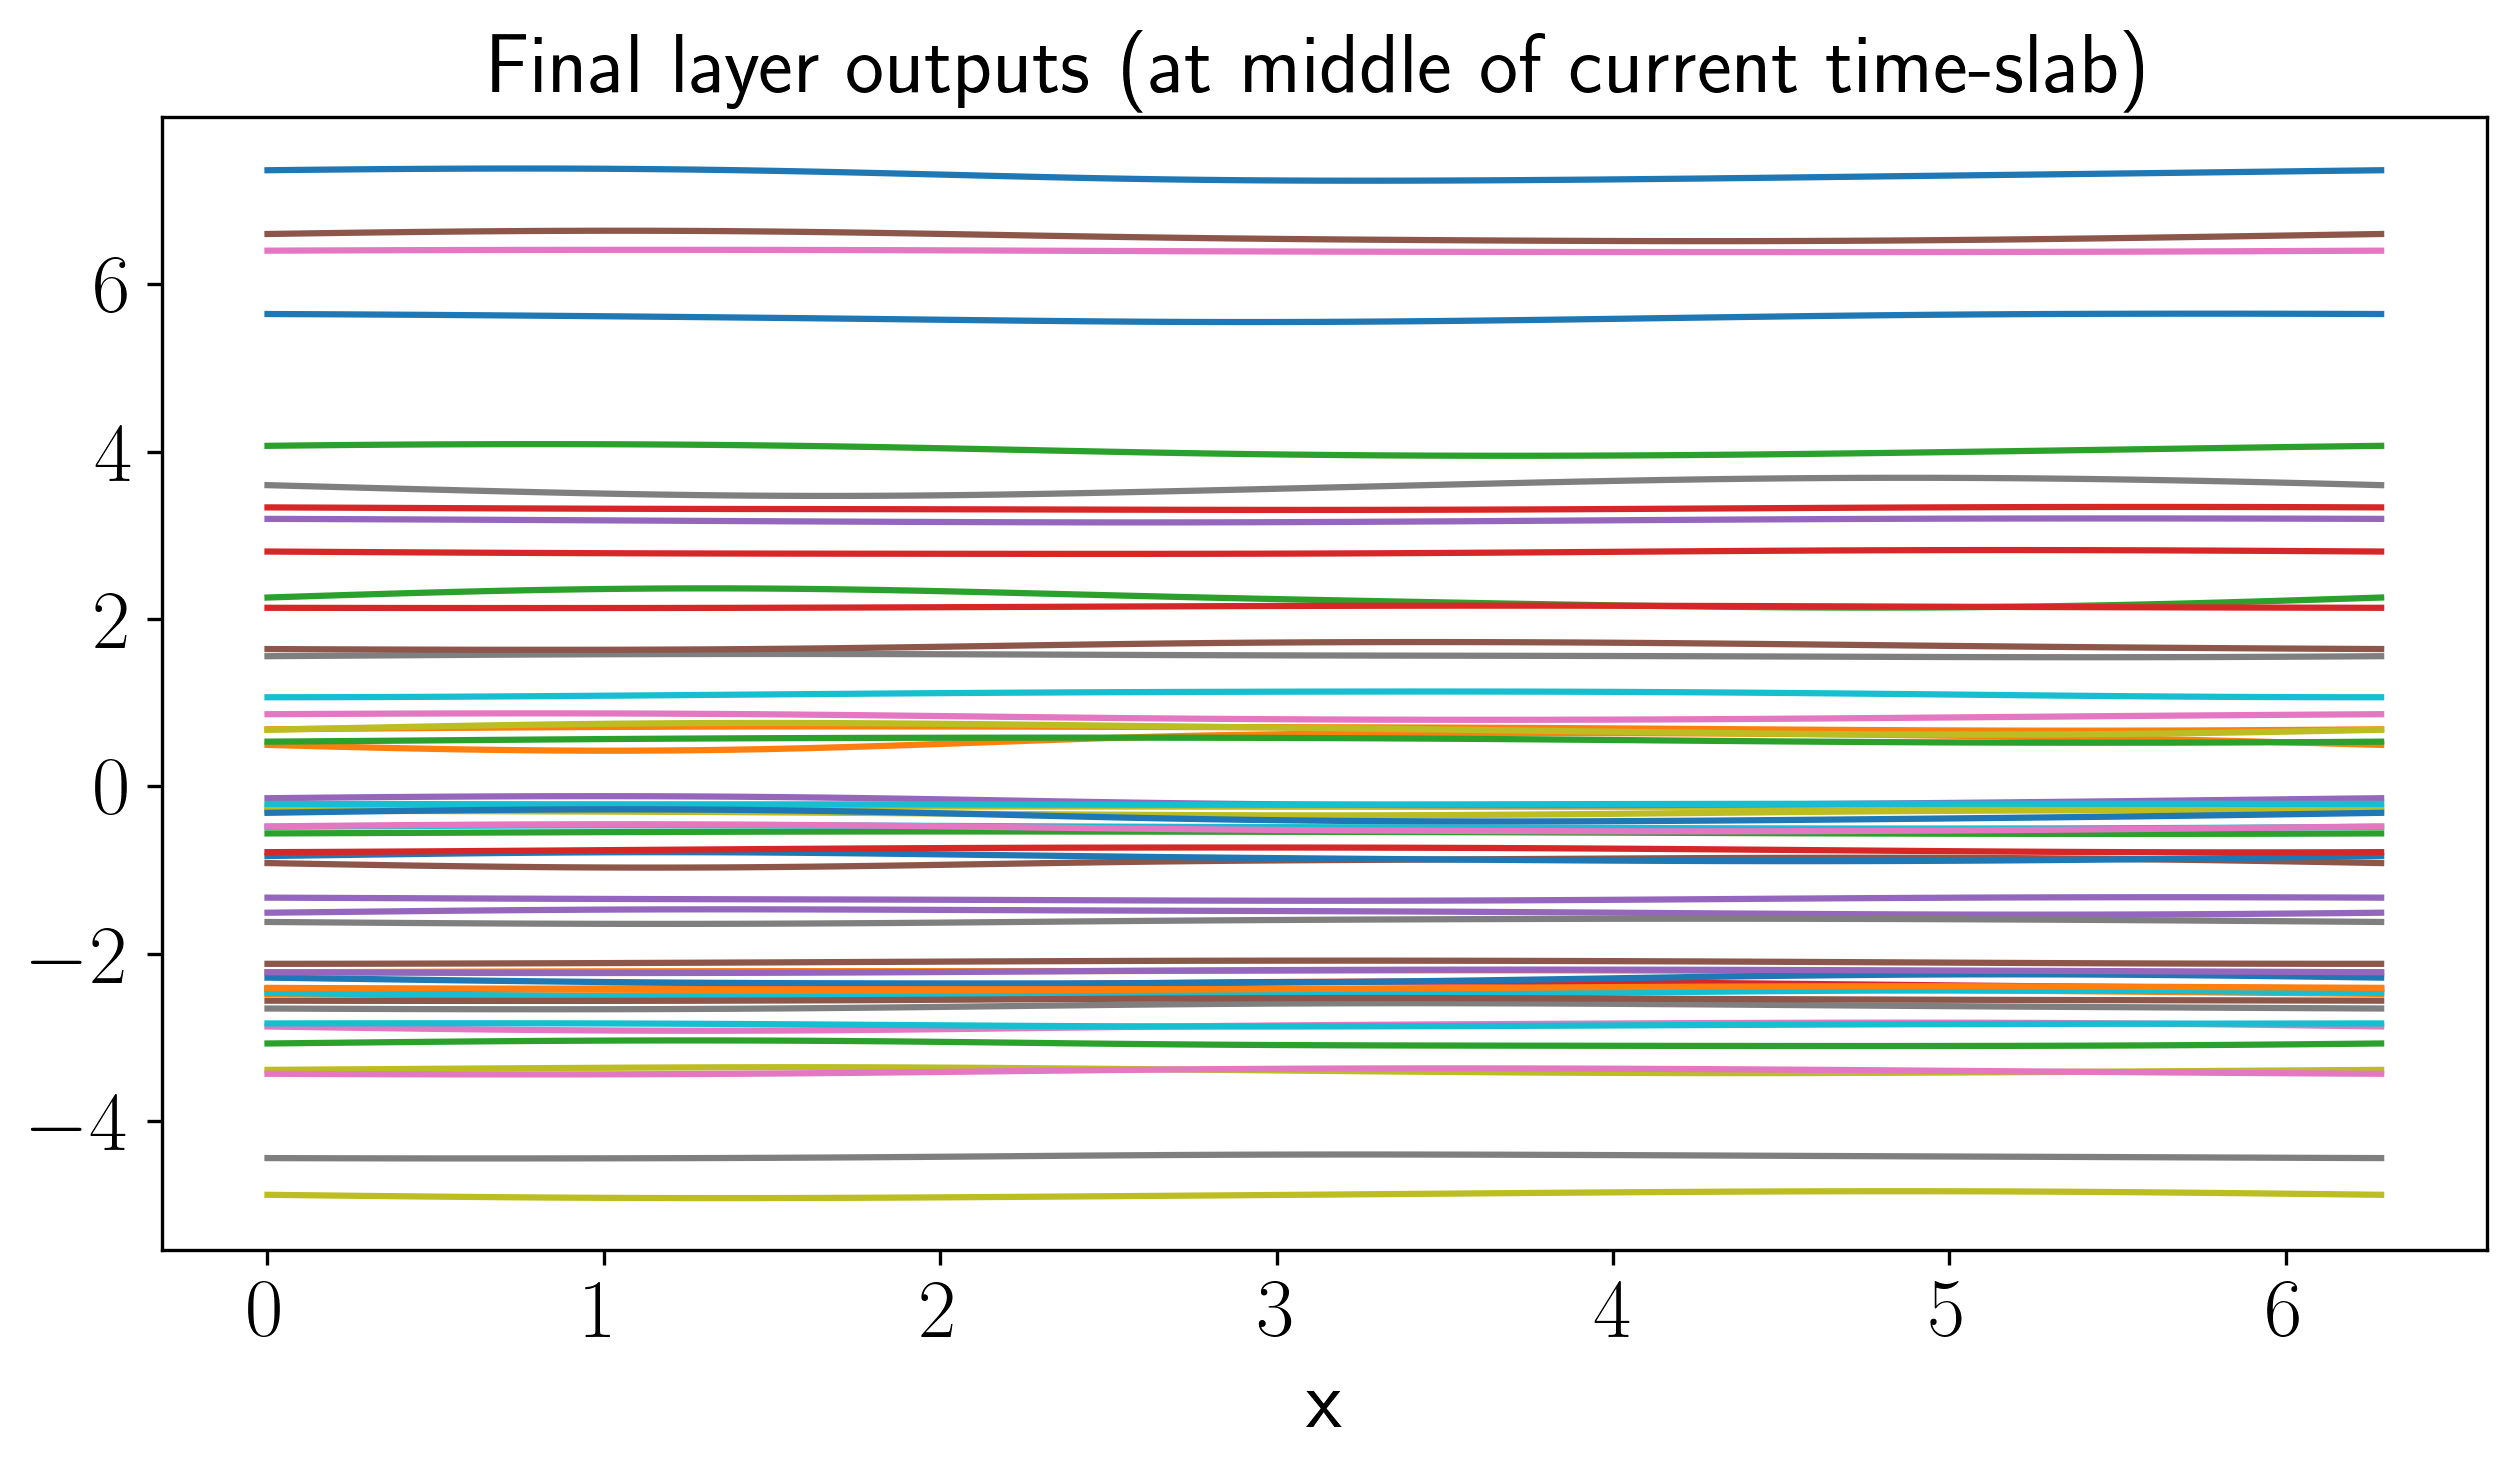 Final layer outputs (at middle of current time-slab)
6
4
2
0
−2
−4
0 1 2 3 4 5 6
x